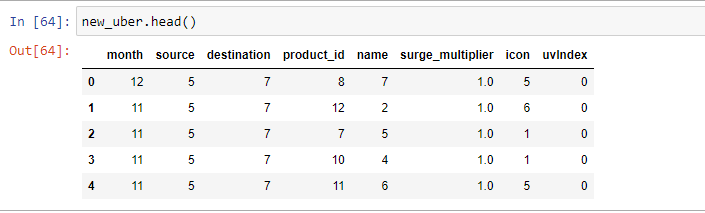 In [64]: new_uber.head()
Out[64]:
month source destination product_id name surge_multiplier icon uvIndex
0 12 5 7 8 7 1.0 5 0
1 11 5 7 12 2 1.0 6 0
2 11 5 7 7 5 1.0 1 0
3 11 5 7 10 4 1.0 1 0
4 11 5 7 11 6 1.0 5 0